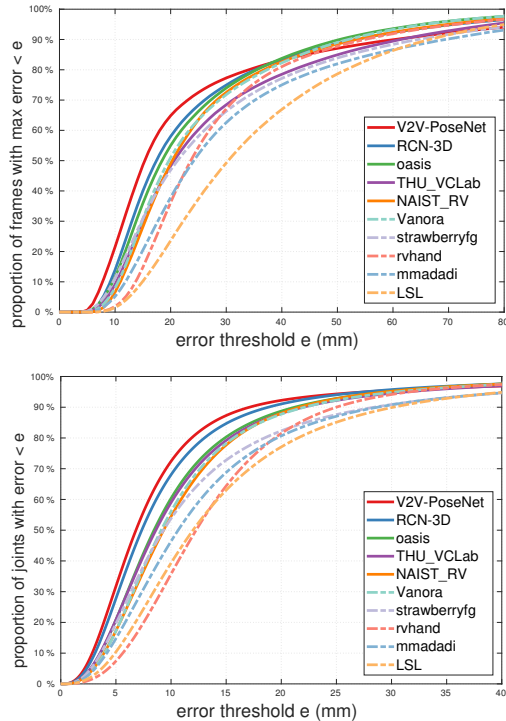 100%
90%
80%
70%
60%
50%
40%
30%
20%
10 %
0 %
proportion of frames with max error < e
V2V-PoseNet
RCN-3D
oasis
THU_VCLab
NAIST_RV
Vanora
strawberryfg
rvhand
mmadadi
LSL
0 10 20 30 40 50 60 70 80
error threshold e (mm)
100%
90%
80%
70%
60%
50%
40%
30 %
20 %
10 %
0 %
proportion of joints with error < e
V2V-PoseNet
RCN-3D
oasis
THU_VCLab
NAIST_RV
Vanora
strawberryfg
rvhand
mmadadi
LSL
0 5 10 15 20 25 30 35 40
error threshold e (mm)